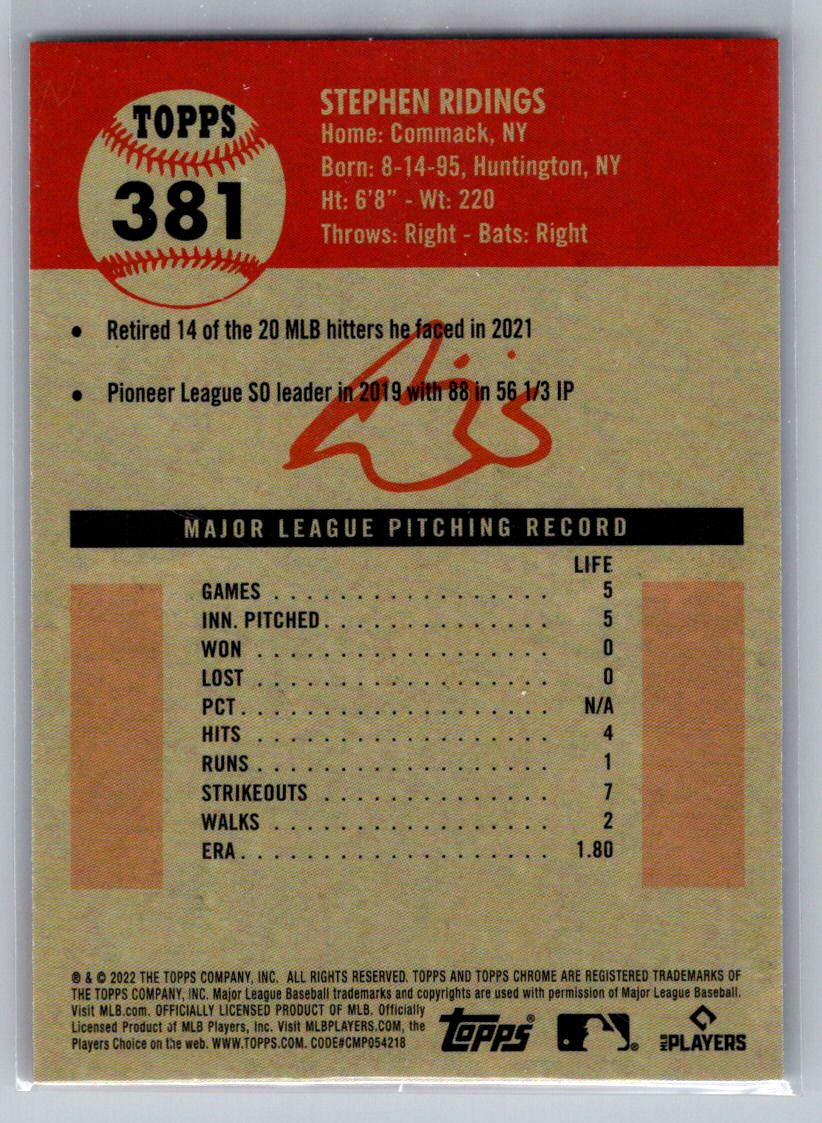 TOPPS
381
STEPHEN RIDINGS
Home: Commack, NY
Born: 8-14-95, Huntington, NY
Ht: 6'8" - Wt: 220
Throws: Right - Bats: Right
• Retired 14 of the 20 MLB hitters he faced in 2021
• Pioneer League SO leader in 2019 with 88 in 56 1/3 IP
MAJOR LEAGUE PITCHING RECORD
LIFE
GAMES . . . . . . . . . . . . . . . . . 5
INN. PITCHED. . . . . . . . . . . . . . 5
WON . . . . . . . . . . . . . . . . . . 0
LOST . . . . . . . . . . . . . . . . . . 0
PCT. . . . . . . . . . . . . . . . . . . N/A
HITS . . . . . . . . . . . . . . . . . . 4
RUNS . . . . . . . . . . . . . . . . . . 1
STRIKEOUTS . . . . . . . . . . . . . . 7
WALKS . . . . . . . . . . . . . . . . . 2
ERA. . . . . . . . . . . . . . . . . . . 1.80
® & © 2022 THE TOPPS COMPANY, INC. ALL RIGHTS RESERVED. TOPPS AND TOPPS CHROME ARE REGISTERED TRADEMARKS OF
THE TOPPS COMPANY, INC. Major League Baseball trademarks and copyrights are used with permission of Major League Baseball.
Visit MLB.com. OFFICIALLY LICENSED PRODUCT OF MLB. Officially
Licensed Product of MLB Players, Inc. Visit MLBPLAYERS.COM, the
Players Choice on the web. WWW.TOPPS.COM. CODE#CMP054218
Topps®
®
MLB PLAYERS